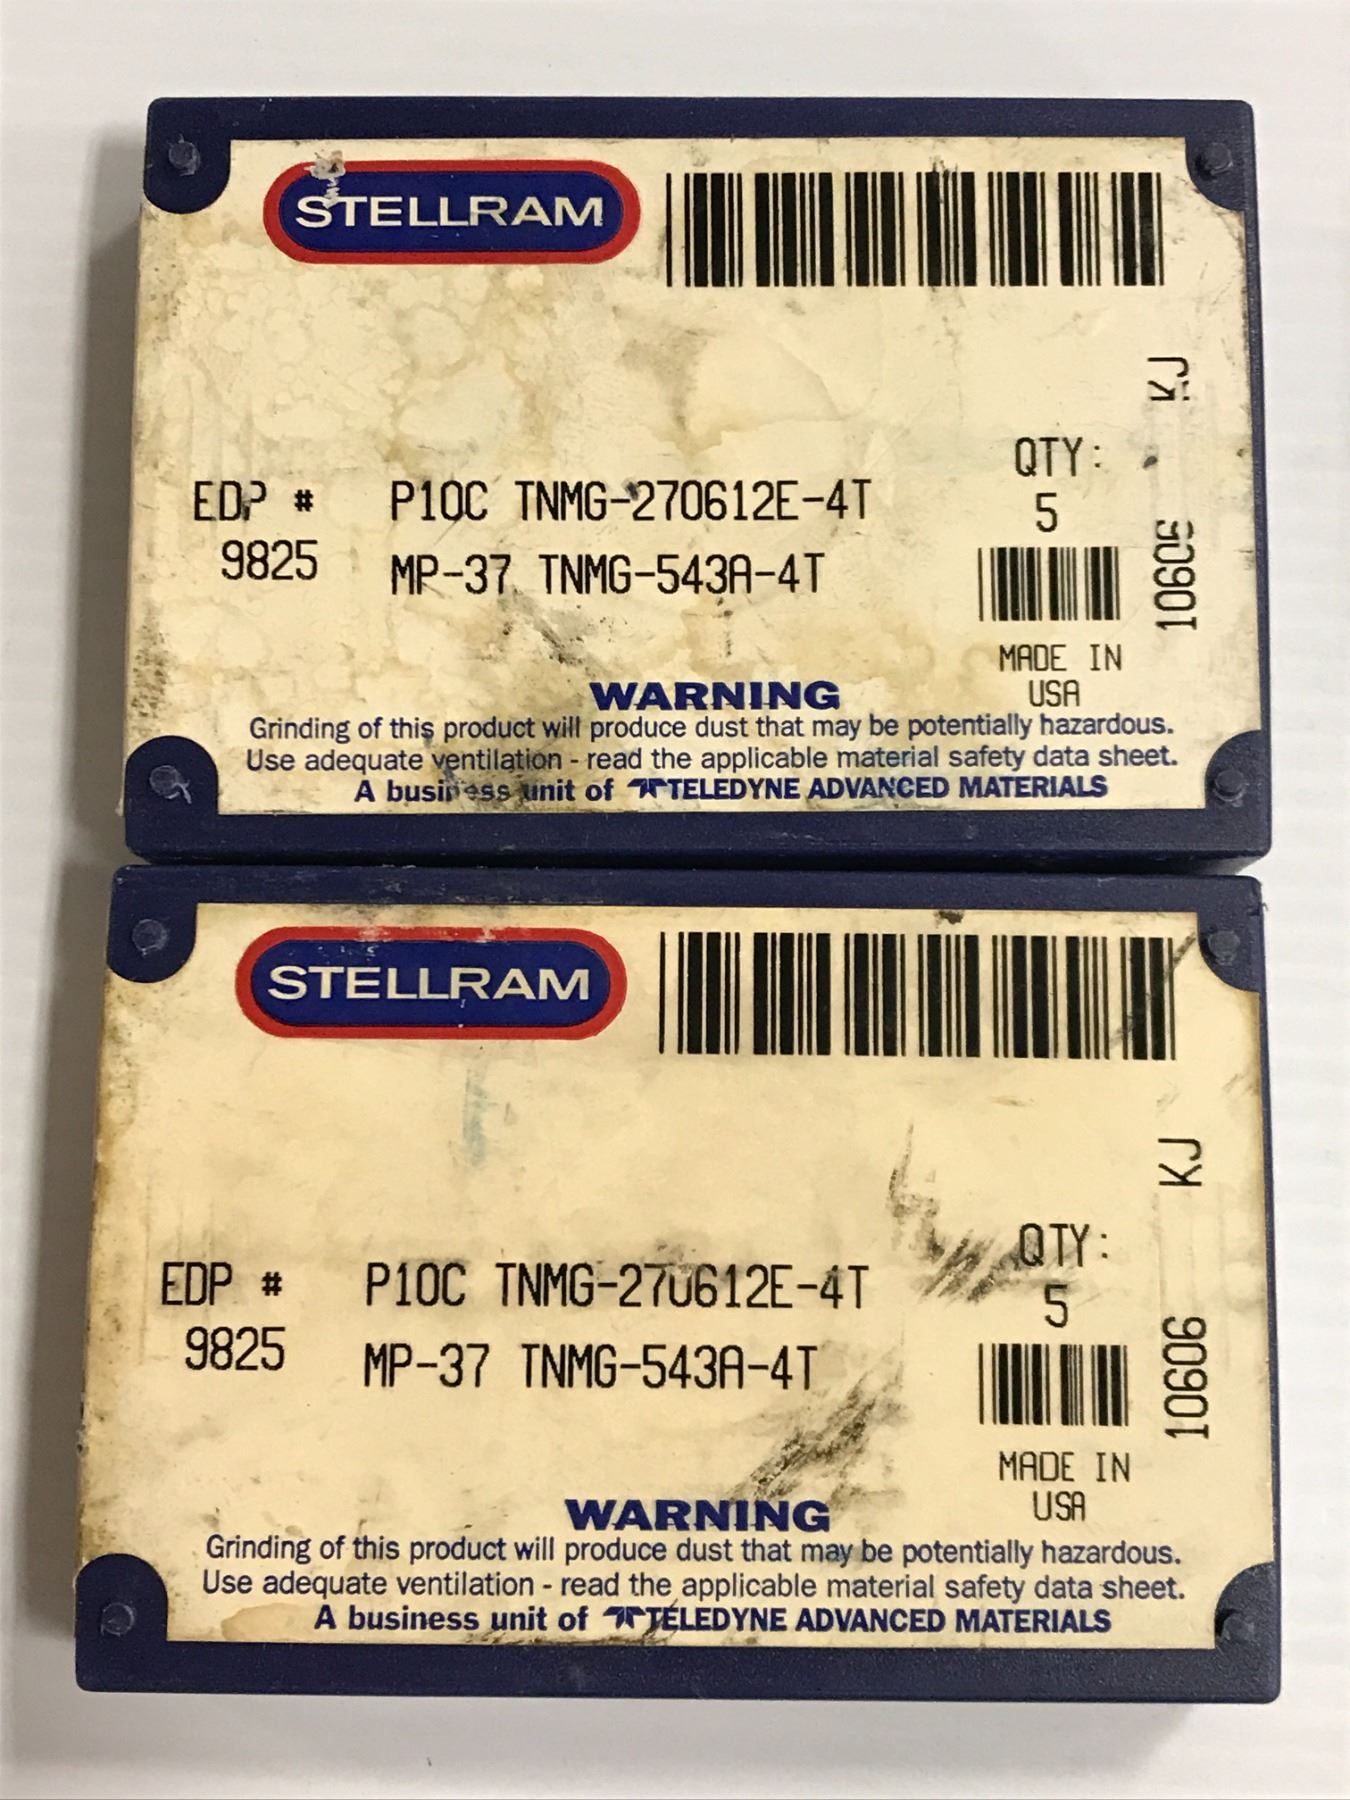 STELLRAM
KJ
QTY:
EDP # P10C TNMG-270612E-4T
5
9825 MP-37 TNMG-543A-4T
10606
MADE IN
USA
WARNING
Grinding of this product will produce dust that may be potentially hazardous.
Use adequate ventilation - read the applicable material safety data sheet.
A business unit of TELEDYNE ADVANCED MATERIALS
STELLRAM
KJ
QTY:
EDP # P10C TNMG-270612E-4T
5
9825 MP-37 TNMG-543A-4T
10606
MADE IN
USA
WARNING
Grinding of this product will produce dust that may be potentially hazardous.
Use adequate ventilation - read the applicable material safety data sheet.
A business unit of TELEDYNE ADVANCED MATERIALS